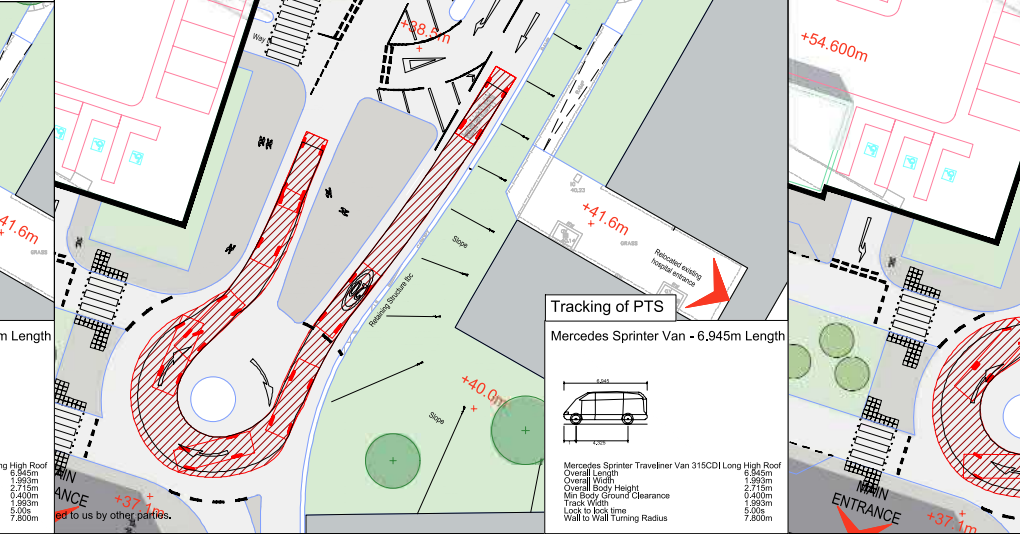 Way
+38.5m
+54.600m
40.23
+41.6m
GRASS
Relocated existing
hospital entrance
41.6m
GRASS
Slope
Retaining Structure tbc
Tracking of PTS
m Length
Mercedes Sprinter Van - 6.945m Length
6,945
4,325
+40.0m
Slope
ng High Roof
6.945m
1.993m
2.715m
0.400m
1.993m
5.00s
7.800m
Mercedes Sprinter Traveliner Van 315CDI Long High Roof
Overall Length 6.945m
Overall Width 1.993m
Overall Body Height 2.715m
Min Body Ground Clearance 0.400m
Track Width 1.993m
Lock to lock time 5.00s
Wall to Wall Turning Radius 7.800m
MAIN
ANCE
+37.1m
ed to us by other parties.
MAIN
ENTRANCE
+37.1m